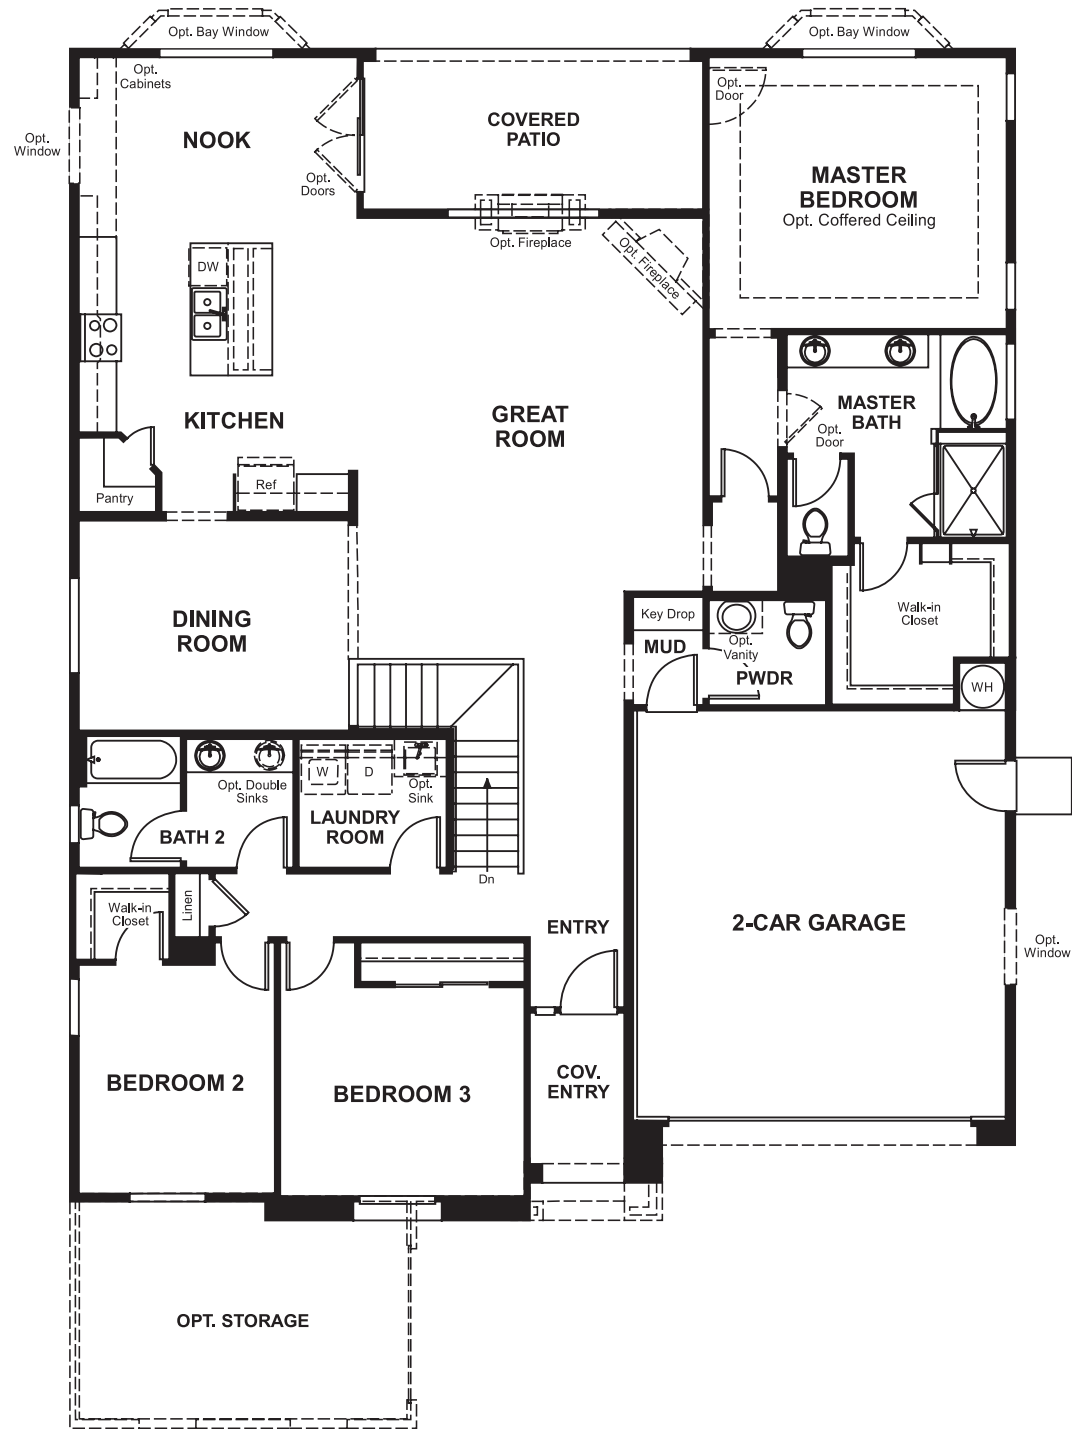 Opt. Bay Window
Opt. Bay Window
Opt.
Cabinets
Opt.
Window
NOOK
Opt.
Doors
COVERED
PATIO
Opt. Fireplace
Opt. Fireplace
Opt.
Door
MASTER
BEDROOM
Opt. Coffered Ceiling
DW
KITCHEN
GREAT
ROOM
MASTER
BATH
Opt.
Door
Pantry
Ref
DINING
ROOM
Key Drop
MUD
Opt.
Vanity
PWDR
Walk-in
Closet
WH
W
D
Opt.
Sink
Opt. Double
Sinks
LAUNDRY
ROOM
BATH 2
Dn
Walk-in
Closet
Linen
ENTRY
2-CAR GARAGE
Opt.
Window
BEDROOM 2
BEDROOM 3
COV.
ENTRY
OPT. STORAGE